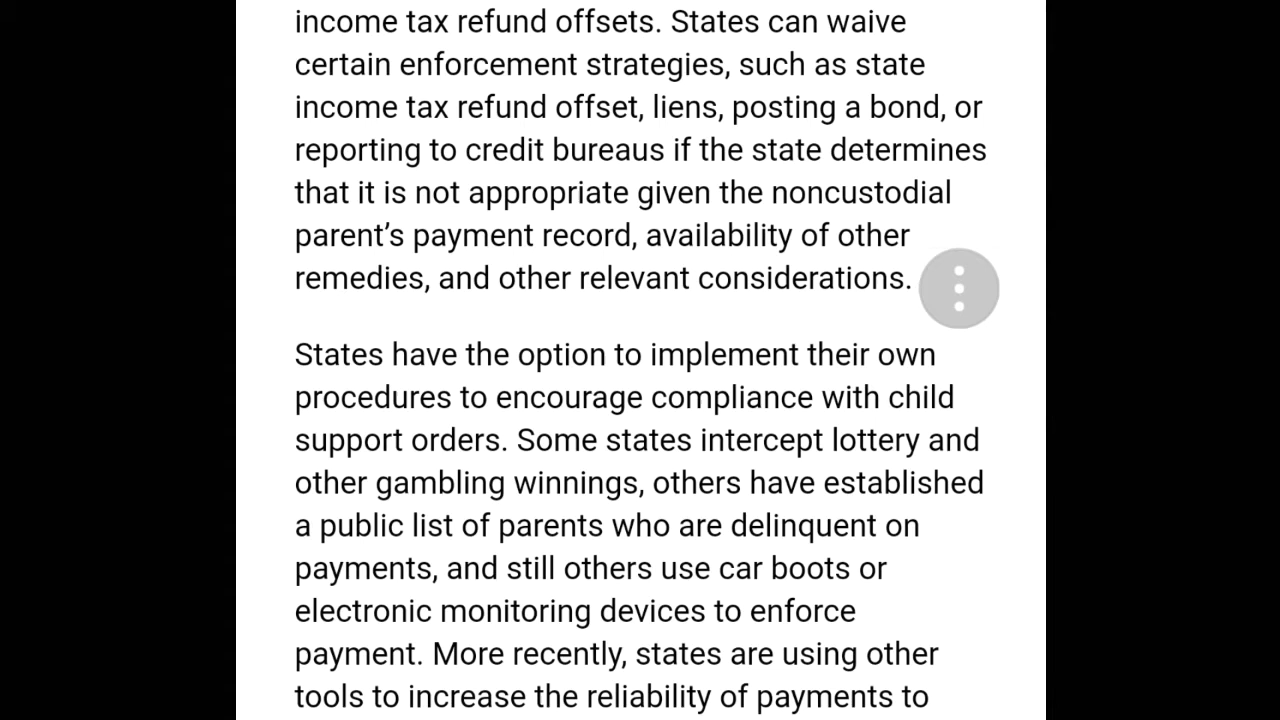 income tax refund offsets. States can waive
certain enforcement strategies, such as state
income tax refund offset, liens, posting a bond, or
reporting to credit bureaus if the state determines
that it is not appropriate given the noncustodial
parent’s payment record, availability of other
remedies, and other relevant considerations.
States have the option to implement their own
procedures to encourage compliance with child
support orders. Some states intercept lottery and
other gambling winnings, others have established
a public list of parents who are delinquent on
payments, and still others use car boots or
electronic monitoring devices to enforce
payment. More recently, states are using other
tools to increase the reliability of payments to